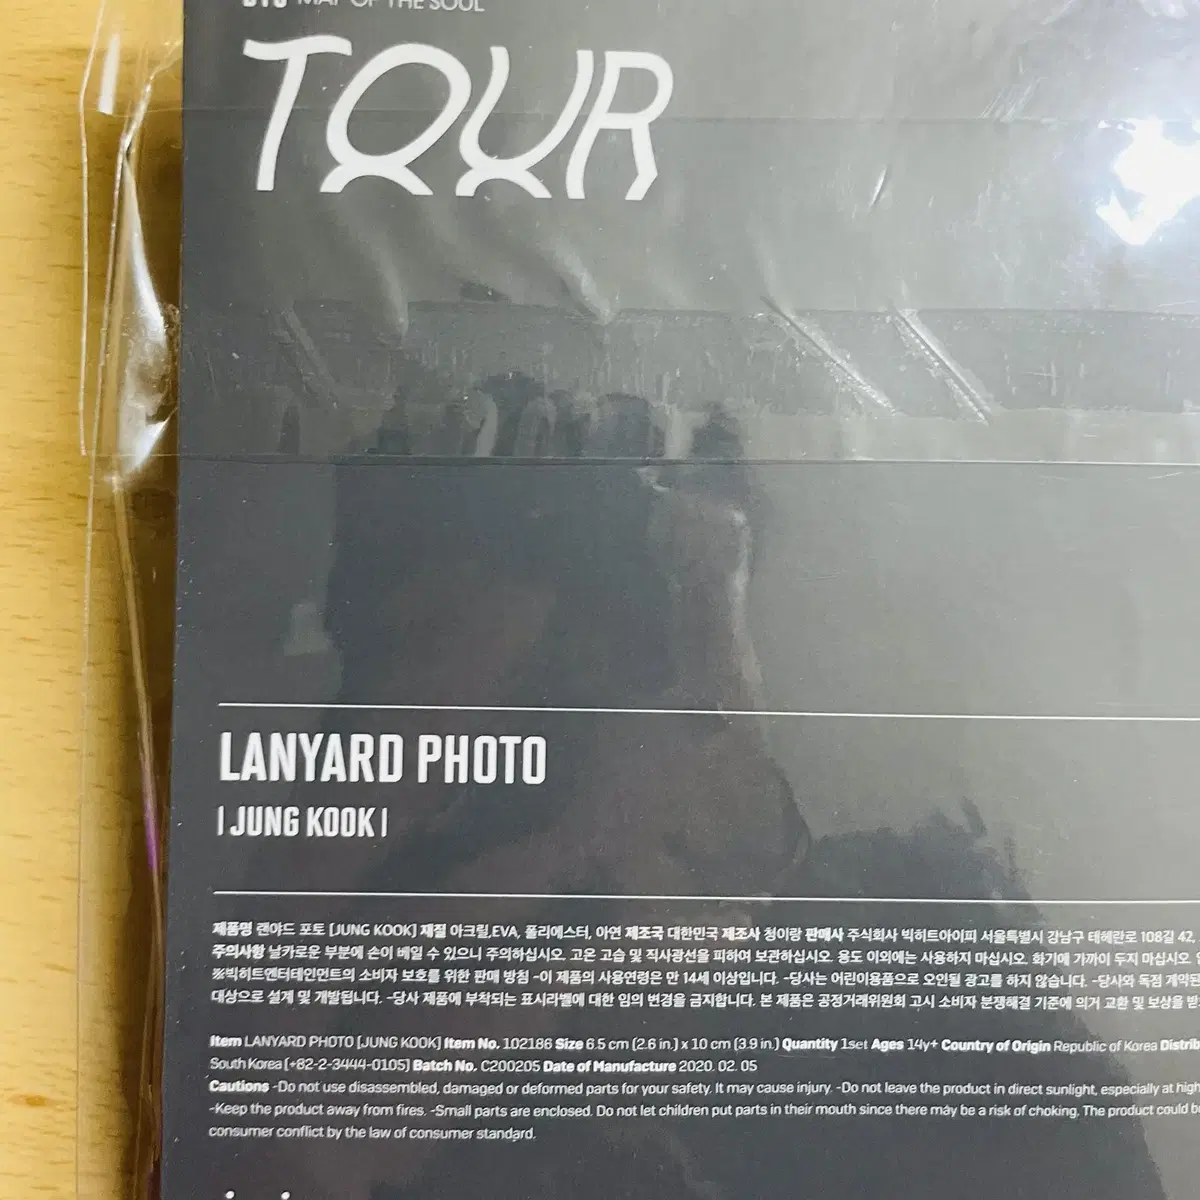 BTS MAP OF THE SOUL
TOUR
LANYARD PHOTO
| JUNG KOOK |
제품명 랜야드 포토 [JUNG KOOK] 재질 아크릴,EVA, 폴리에스터, 아연 제조국 대한민국 제조사 청이랑 판매사 주식회사 빅히트아이피 서울특별시 강남구 테헤란로 108길 42,
주의사항 날카로운 부분에 손이 베일 수 있으니 주의하십시오. 고온 고습 및 직사광선을 피하여 보관하십시오. 용도 이외에는 사용하지 마십시오. 화기에 가까이 두지 마십시오.
※빅히트엔터테인먼트의 소비자 보호를 위한 판매 방침 -이 제품의 사용연령은 만 14세 이상입니다. -당사는 어린이용품으로 오인될 광고를 하지 않습니다. -당사와 독점 계약된
대상으로 설계 및 개발됩니다. -당사 제품에 부착되는 표시라벨에 대한 임의 변경을 금지합니다. 본 제품은 공정거래위원회 고시 소비자 분쟁해결 기준에 의거 교환 및 보상을 받
Item LANYARD PHOTO [JUNG KOOK] Item No. 102186 Size 6.5 cm (2.6 in.) x 10 cm (3.9 in.) Quantity 1set Ages 14y+ Country of Origin Republic of Korea Distrib
South Korea (+82-2-3444-0105) Batch No. C200205 Date of Manufacture 2020. 02. 05
Cautions -Do not use disassembled, damaged or deformed parts for your safety. It may cause injury. -Do not leave the product in direct sunlight, especially at high
-Keep the product away from fires. -Small parts are enclosed. Do not let children put parts in their mouth since there may be a risk of choking. The product could be
consumer conflict by the law of consumer standard.